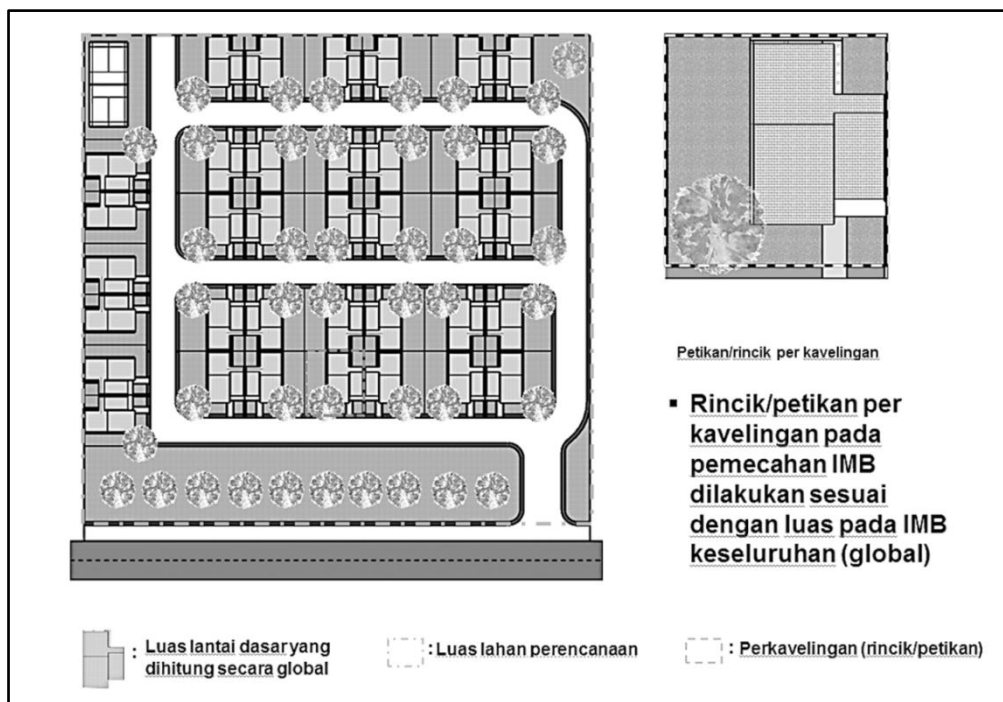 Petikan/rincik per kavelingan
▪ Rincik/petikan per
kavelingan pada
pemecahan IMB
dilakukan sesuai
dengan luas pada IMB
keseluruhan (global)
: Luas lantai dasar yang
dihitung secara global
: Luas lahan perencanaan
: Perkavelingan (rincik/petikan)